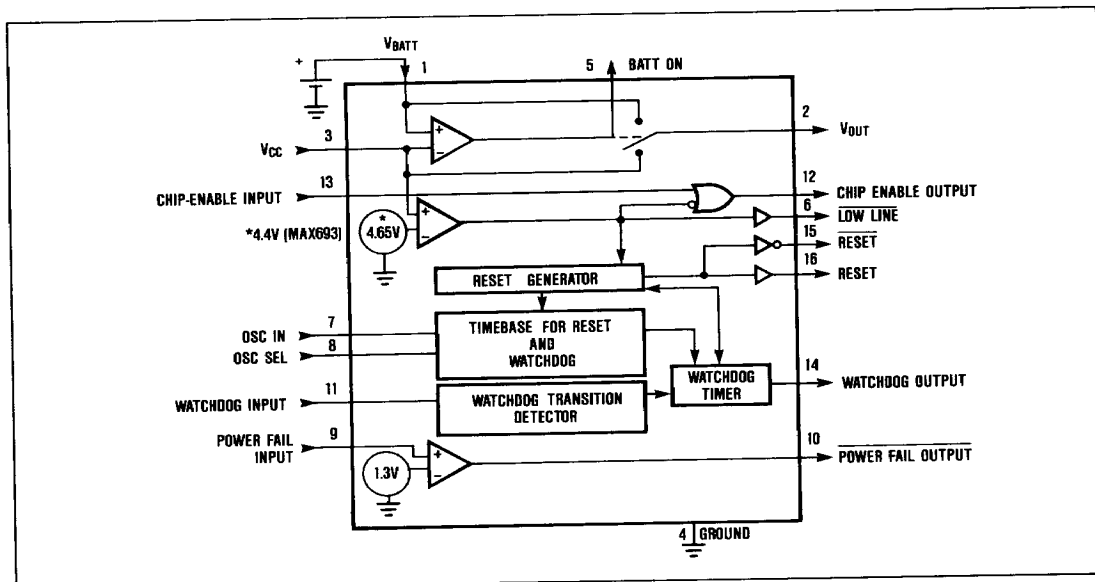 VBATT
+
1
5 BATT ON
2
VOUT
3
VCC
+
−
13
CHIP-ENABLE INPUT
12
CHIP ENABLE OUTPUT
6
LOW LINE
*
4.65V
*4.4V (MAX693)
+
−
15
RESET
16
RESET
RESET GENERATOR
7
OSC IN
8
OSC SEL
TIMEBASE FOR RESET
AND
WATCHDOG
11
WATCHDOG INPUT
WATCHDOG TRANSITION
DETECTOR
WATCHDOG
TIMER
14
WATCHDOG OUTPUT
9
POWER FAIL
INPUT
1.3V
+
−
10
POWER FAIL OUTPUT
4 GROUND